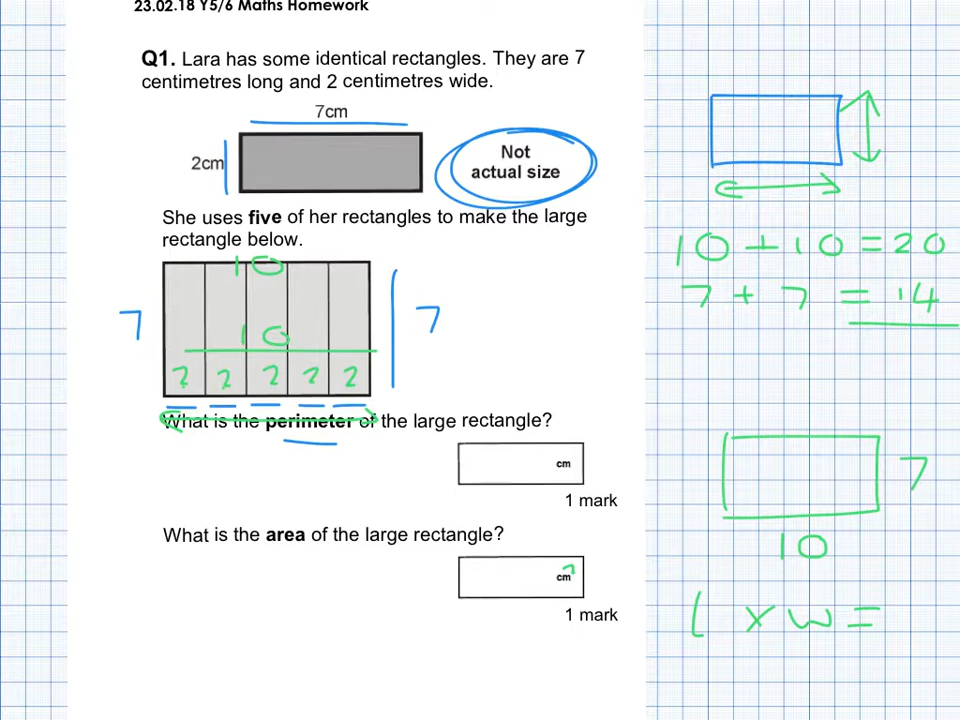 23.02.18 Y5/6 Maths Homework
Q1. Lara has some identical rectangles. They are 7
centimetres long and 2 centimetres wide.
7cm
2cm
Not
actual size
She uses five of her rectangles to make the large
rectangle below.
10
7
7
10
2 2 2 2 2
What is the perimeter of the large rectangle?
cm
1 mark
What is the area of the large rectangle?
cm²
1 mark
10 + 10 = 20
7 + 7 = 14
7
10
l x w =